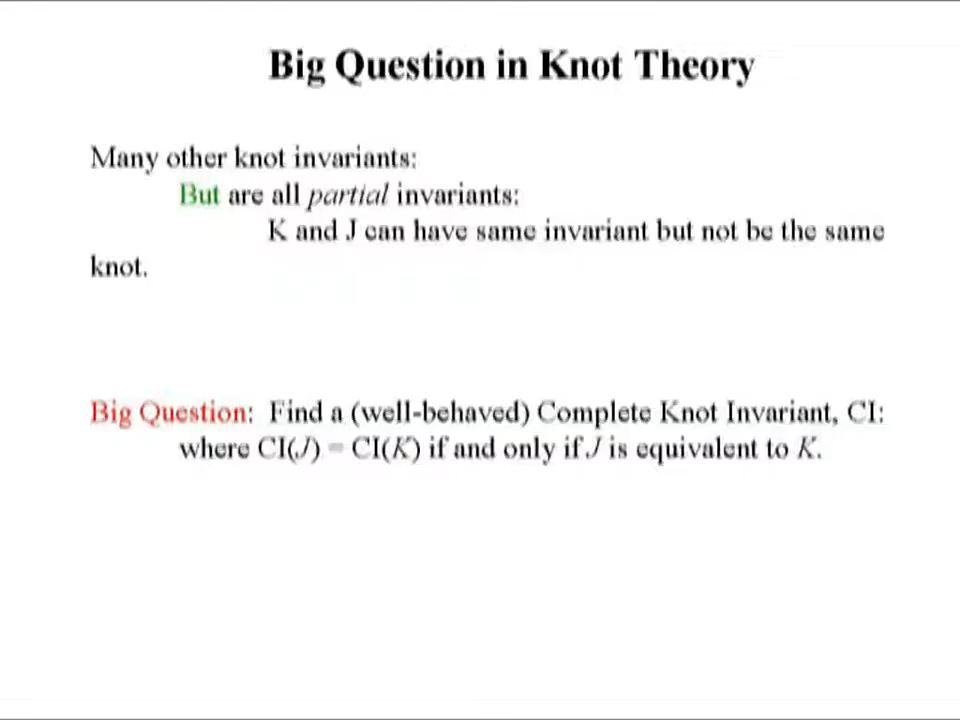 Big Question in Knot Theory
Many other knot invariants:
But are all partial invariants:
K and J can have same invariant but not be the same
knot.
Big Question: Find a (well-behaved) Complete Knot Invariant, CI:
where CI(J) = CI(K) if and only if J is equivalent to K.